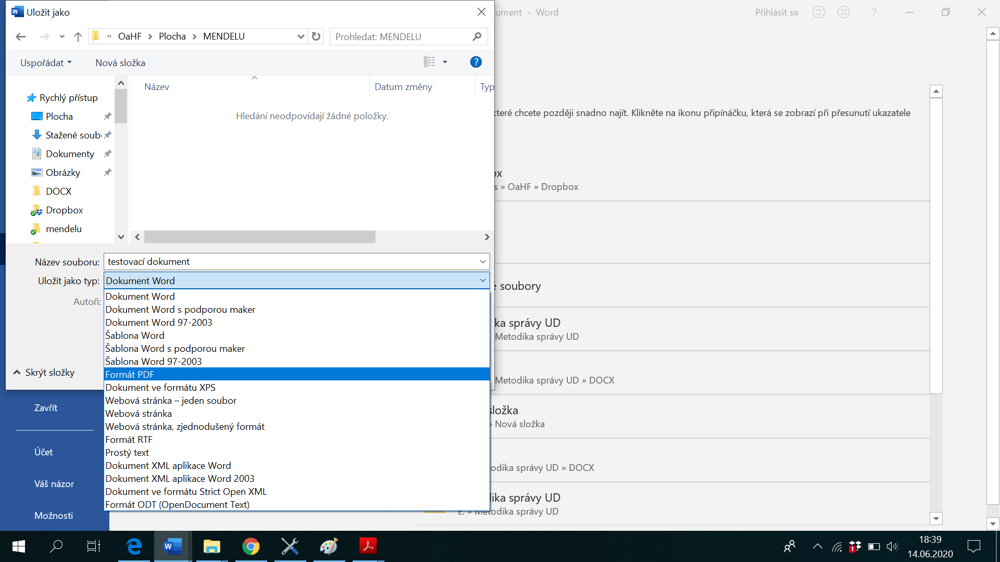 Uložit jako
« OaHF > Plocha > MENDELU
Prohledat: MENDELU
Uspořádat
Nová složka
Název
Datum změny
Typ
Hledání neodpovídají žádné položky.
Rychlý přístup
Plocha
Stažené soub
Dokumenty
Obrázky
DOCX
Dropbox
mendelu
Název souboru: testovací dokument
Uložit jako typ: Dokument Word
Autoři:
Dokument Word
Dokument Word s podporou maker
Dokument Word 97-2003
Šablona Word
Šablona Word s podporou maker
Šablona Word 97-2003
Formát PDF
Dokument ve formátu XPS
Webová stránka – jeden soubor
Webová stránka
Webová stránka, zjednodušený formát
Formát RTF
Prostý text
Dokument XML aplikace Word
Dokument XML aplikace Word 2003
Dokument ve formátu Strict Open XML
Formát ODT (OpenDocument Text)
Skrýt složky
Zavřít
Účet
Váš názor
Možnosti
ument - Word
Přihlásit se
?
které chcete později snadno najít. Klikněte na ikonu připínáčku, která se zobrazí při přesunutí ukazatele
ox
s » OaHF » Dropbox
é soubory
ka správy UD
Metodika správy UD
Metodika správy UD » DOCX
složka
» Nová složka
odika správy UD » DOCX
ika správy UD
E: » Metodika správy UD
1
18:39
14.06.2020